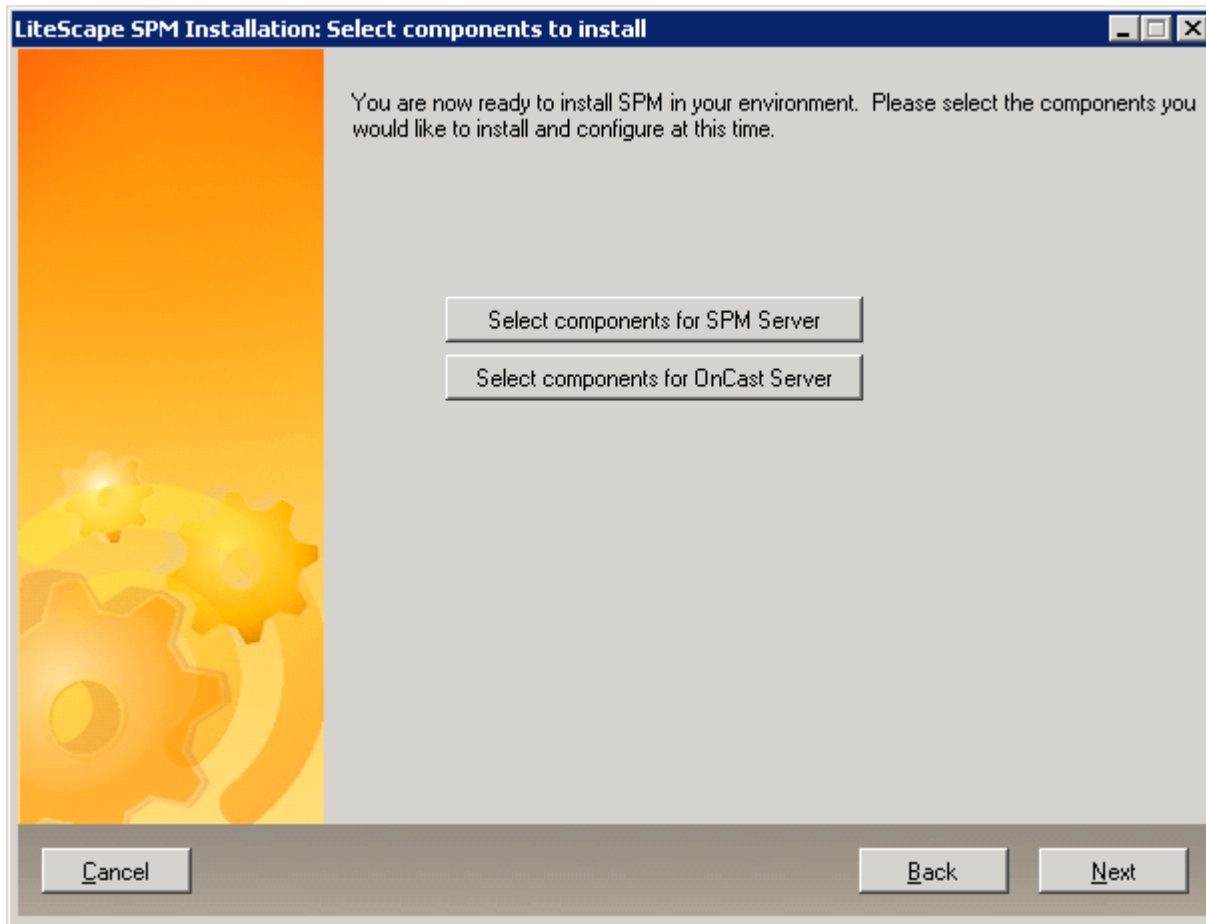 LiteScape SPM Installation: Select components to install
You are now ready to install SPM in your environment.  Please select the components you
would like to install and configure at this time.
Select components for SPM Server
Select components for OnCast Server
Cancel
Back
Next